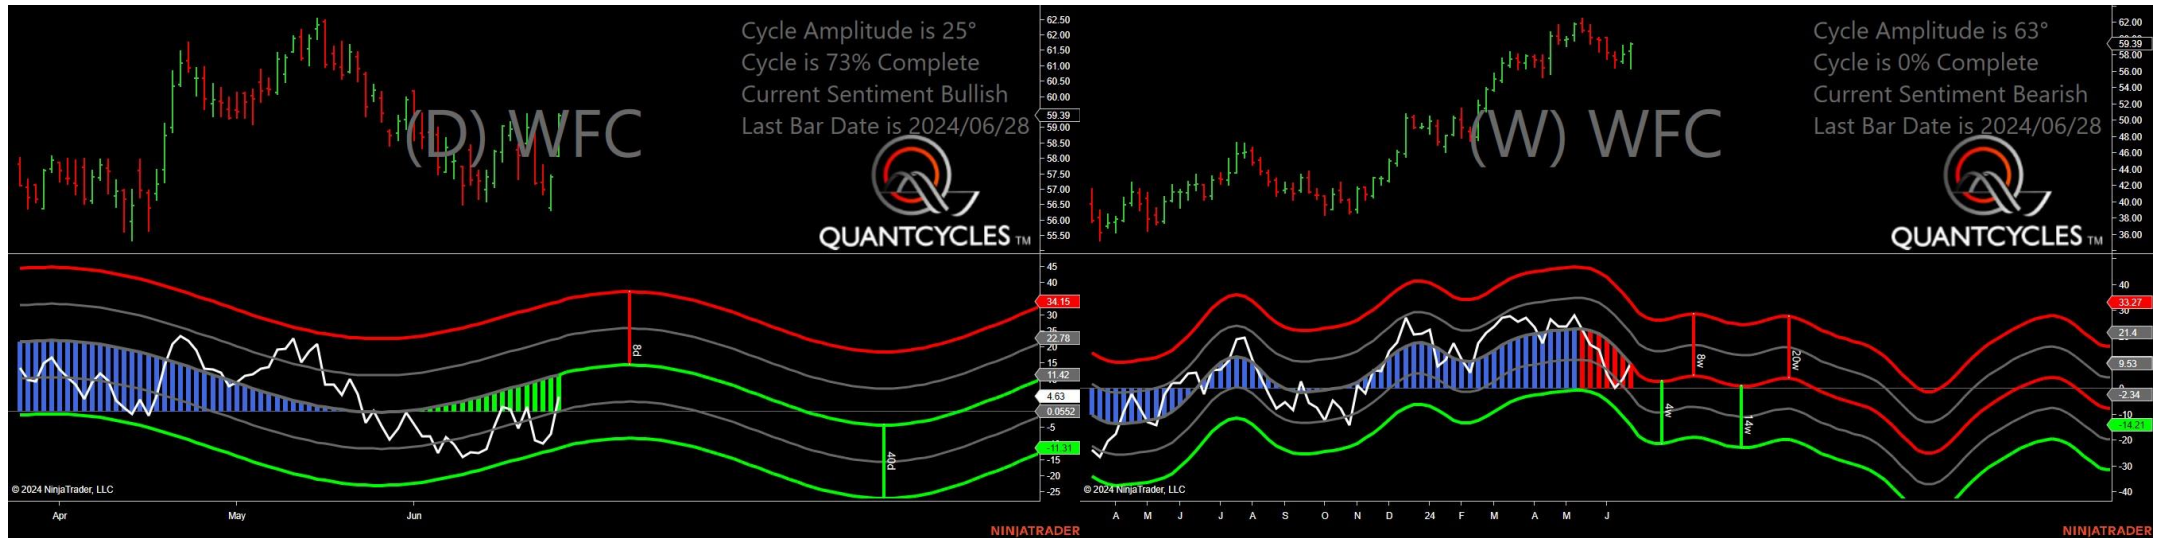 Cycle Amplitude is 25°
Cycle is 73% Complete
Current Sentiment Bullish
Last Bar Date is 2024/06/28
(D) WFC
QUANTCYCLES TM
62.50
62.00
61.50
61.00
60.50
60.00
59.39
59.00
58.50
58.00
57.50
57.00
56.50
56.00
55.50
45
40
34.15
30
22.78
20
15
11.42
4.63
0.0552
-5
-11.31
-15
-20
-25
8d
40d
© 2024 NinjaTrader, LLC
Apr May Jun
NINJATRADER
Cycle Amplitude is 63°
Cycle is 0% Complete
Current Sentiment Bearish
Last Bar Date is 2024/06/28
(W) WFC
QUANTCYCLES TM
62.00
59.39
58.00
56.00
54.00
52.00
50.00
48.00
46.00
44.00
42.00
40.00
38.00
36.00
40
33.27
30
21.4
9.53
-2.34
-10
-14.21
-20
-30
-40
8w
20w
4w
14w
© 2024 NinjaTrader, LLC
A M J J A S O N D 24 F M A M J
NINJATRADER